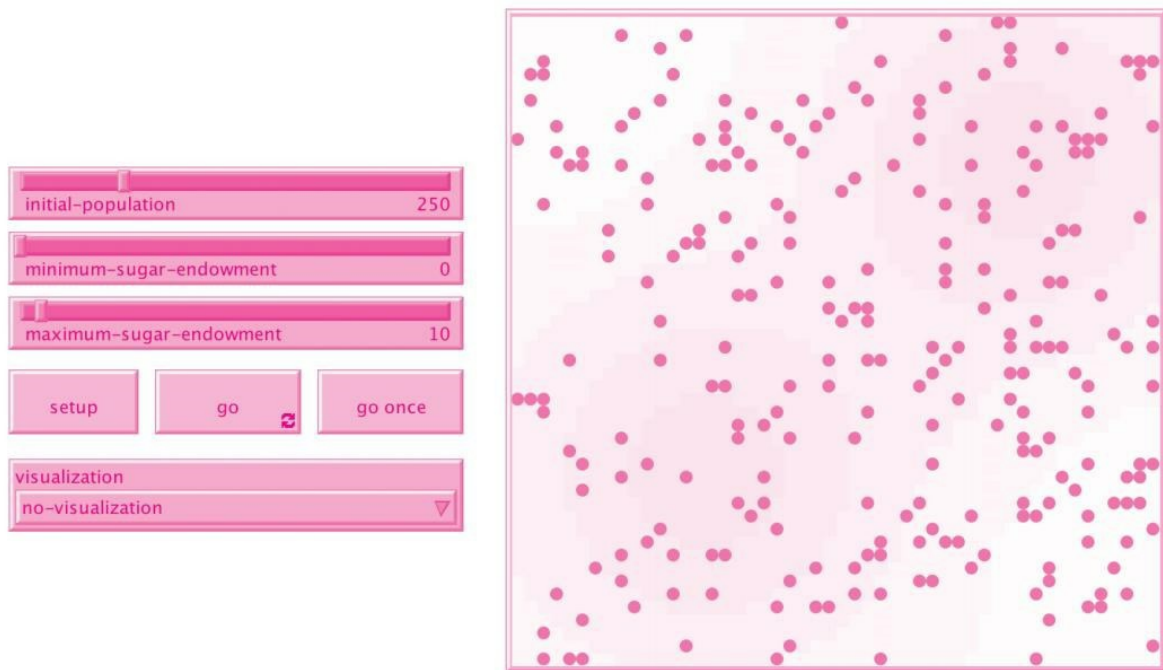 initial-population 250
minimum-sugar-endowment 0
maximum-sugar-endowment 10
setup go go once
visualization
no-visualization